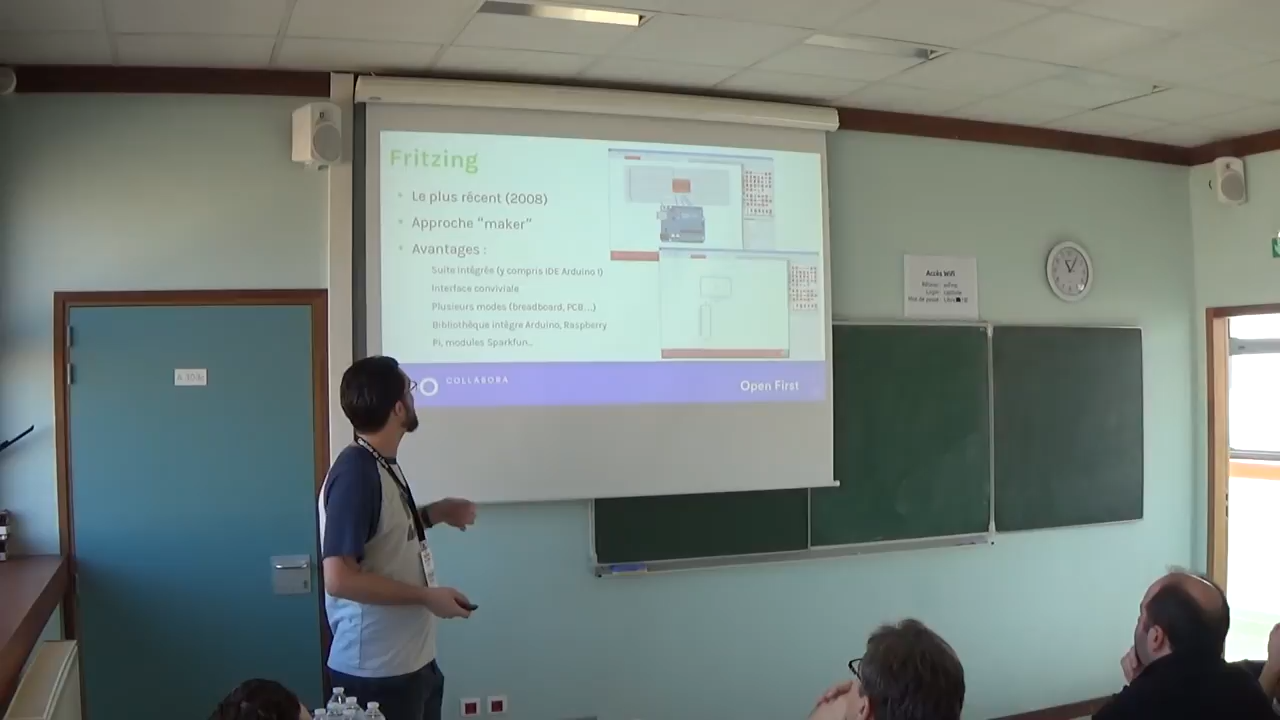 Fritzing
Le plus récent (2008)
Approche "maker"
Avantages :
Suite intégrée (y compris IDE Arduino !)
Interface conviviale
Plusieurs modes (breadboard, PCB...)
Bibliothèque intègre Arduino, Raspberry
Pi, modules Sparkfun...
COLLABORA
Open First
Accès WiFi